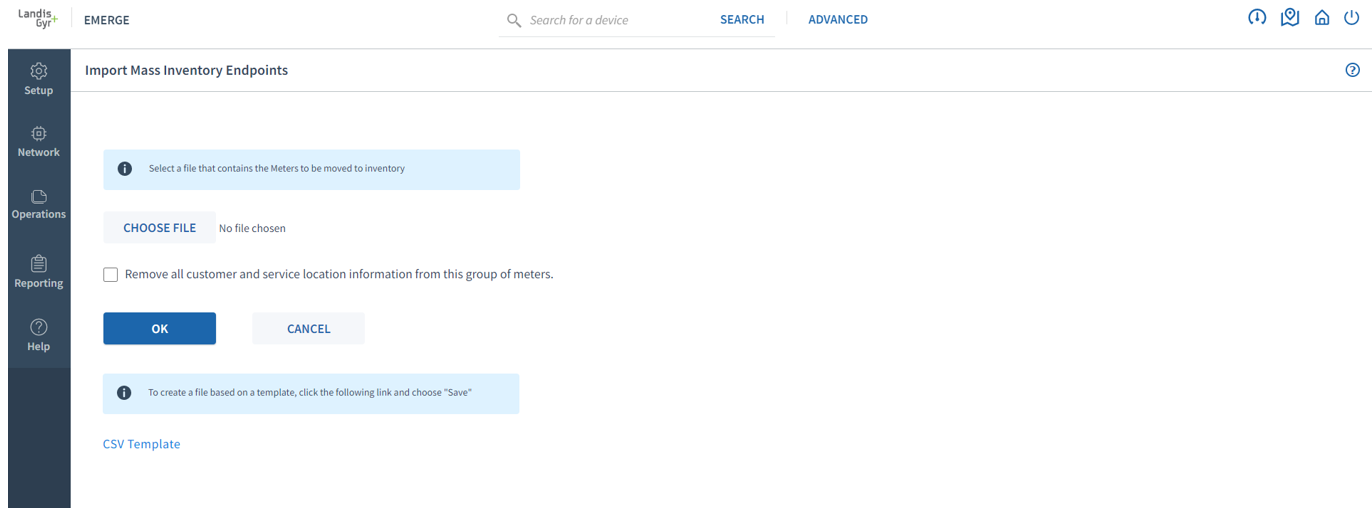 Landis
Gyr+
EMERGE
Search for a device
SEARCH
ADVANCED
Setup
Network
Operations
Reporting
Help
Import Mass Inventory Endpoints
Select a file that contains the Meters to be moved to inventory
CHOOSE FILE No file chosen
Remove all customer and service location information from this group of meters.
OK
CANCEL
To create a file based on a template, click the following link and choose "Save"
CSV Template